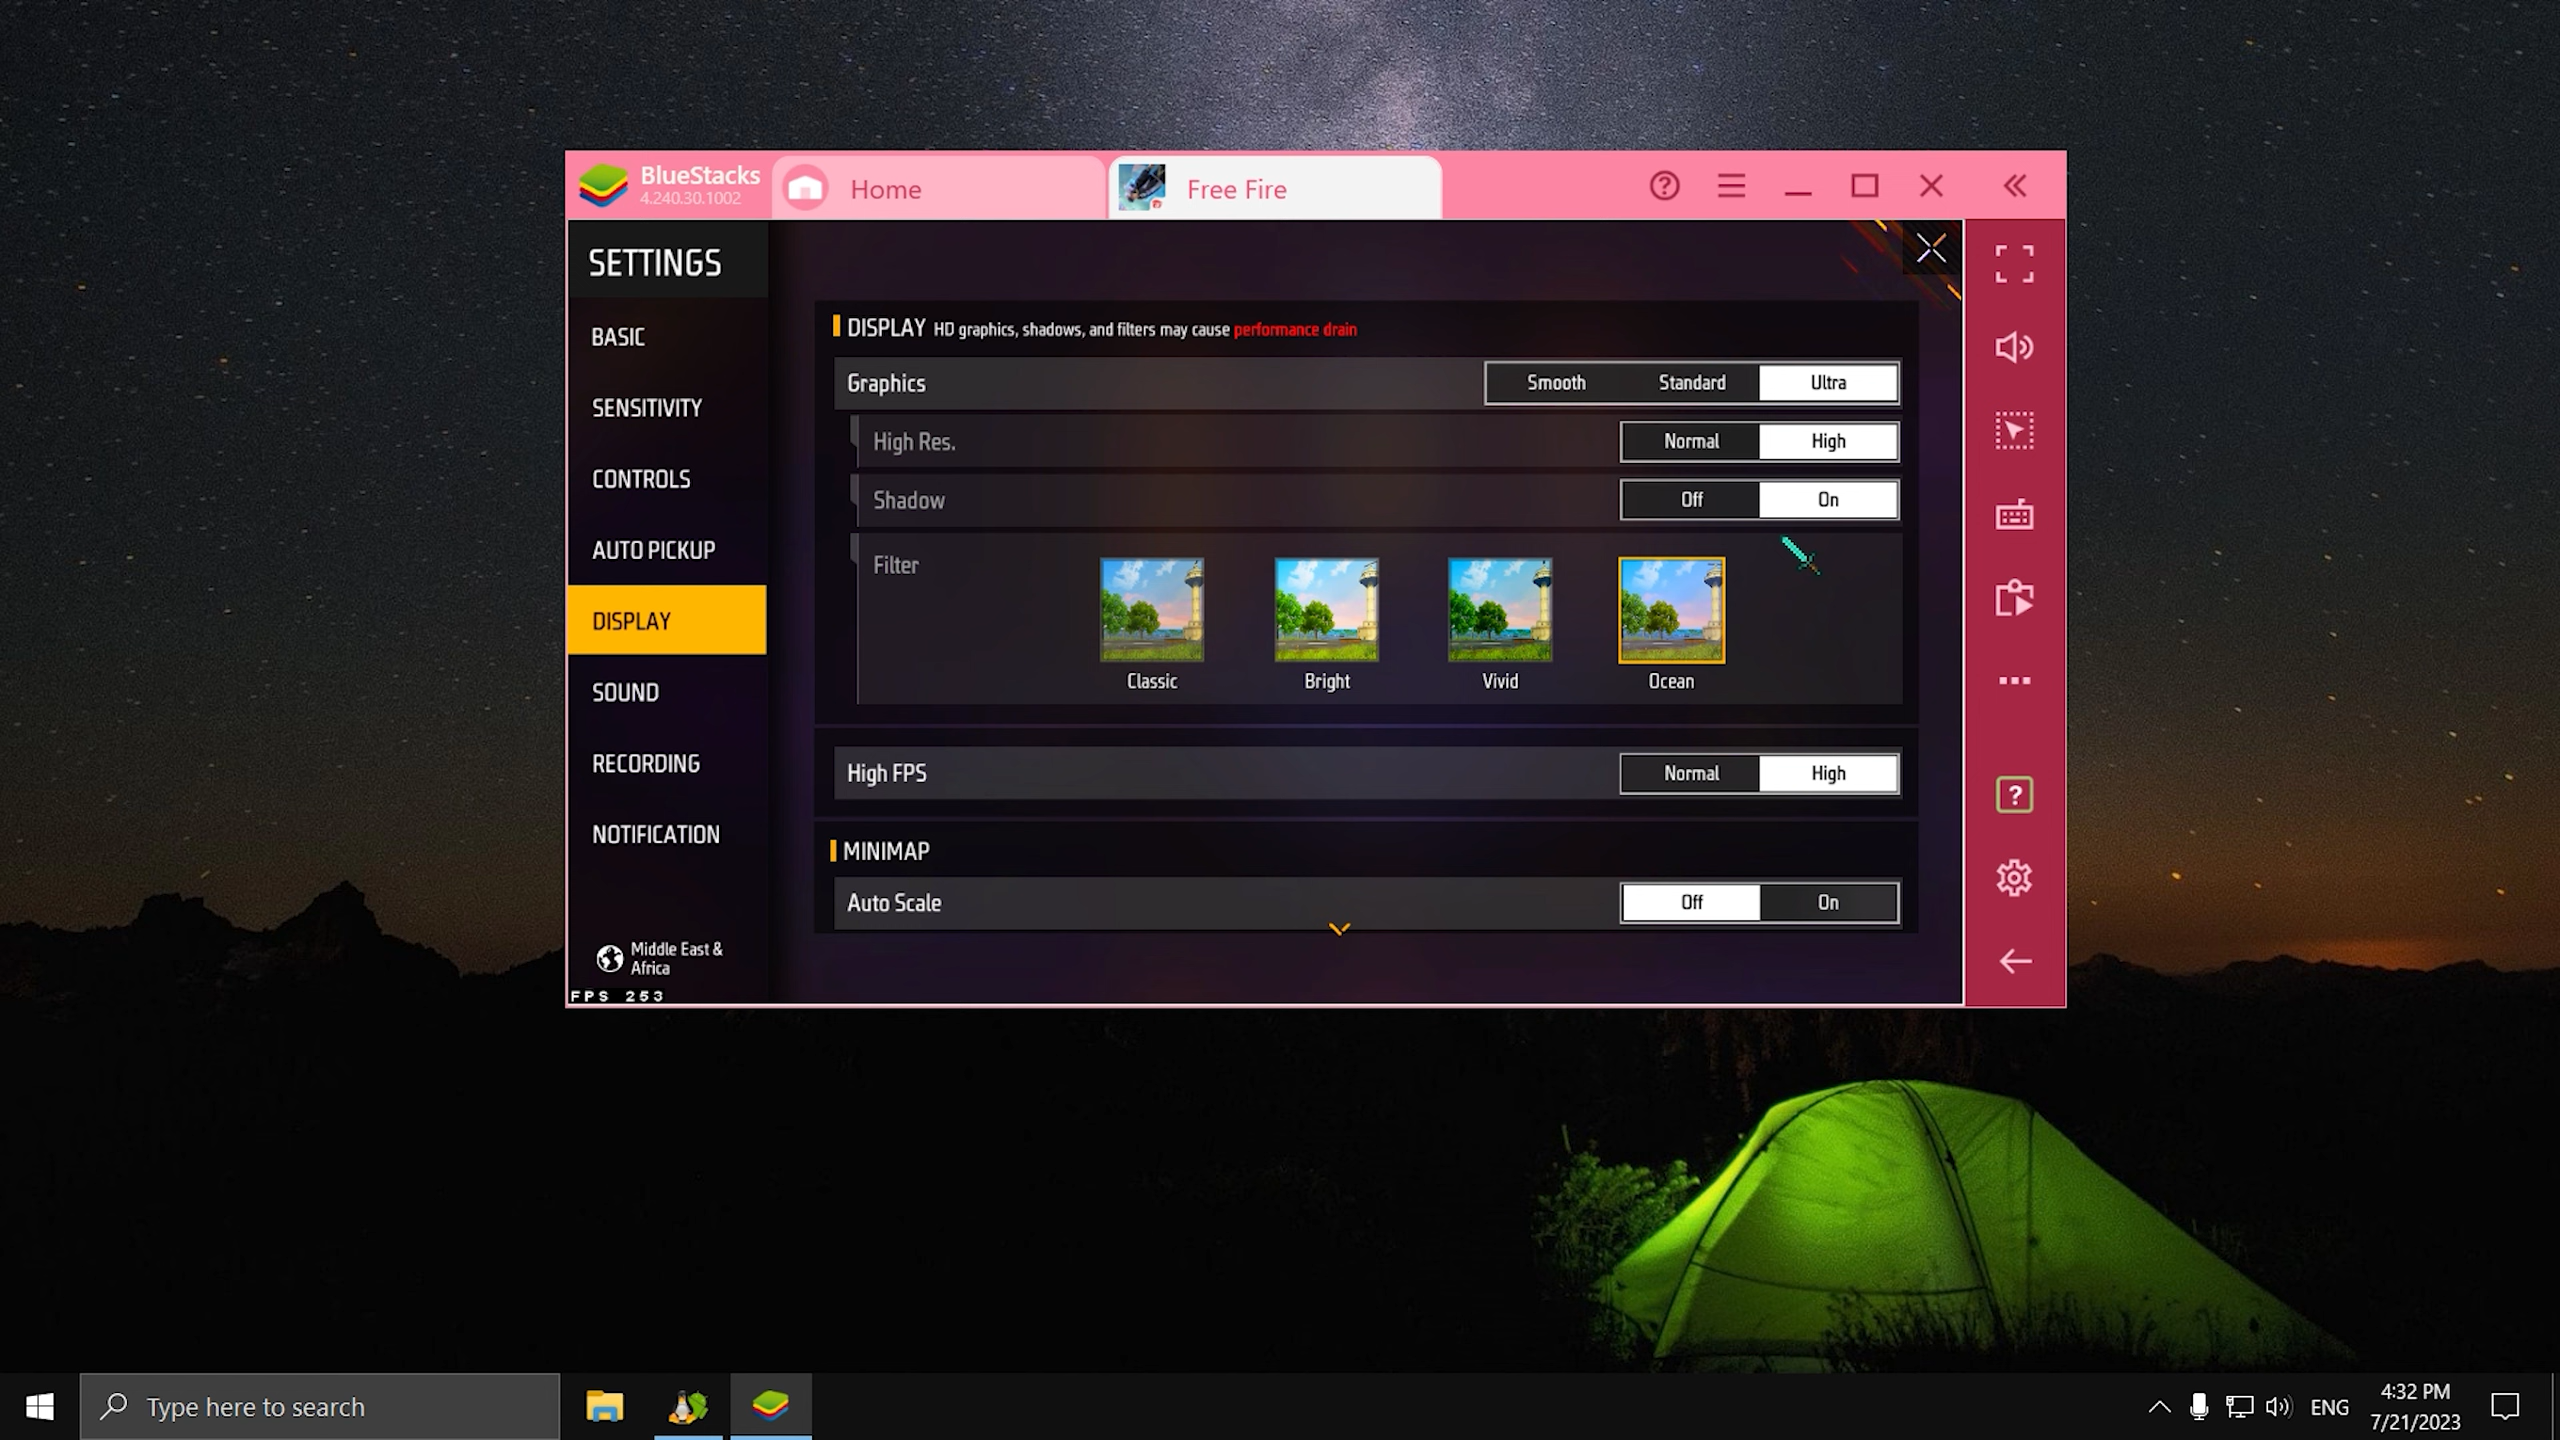 BlueStacks
4.240.30.1002
Home
Free Fire
SETTINGS
BASIC
SENSITIVITY
CONTROLS
AUTO PICKUP
DISPLAY
SOUND
RECORDING
NOTIFICATION
Middle East &
Africa
FPS 253
DISPLAY HD graphics, shadows, and filters may cause performance drain
Graphics Smooth Standard Ultra
High Res. Normal High
Shadow Off On
Filter
Classic Bright Vivid Ocean
High FPS Normal High
MINIMAP
Auto Scale Off On
Type here to search
ENG
4:32 PM
7/21/2023